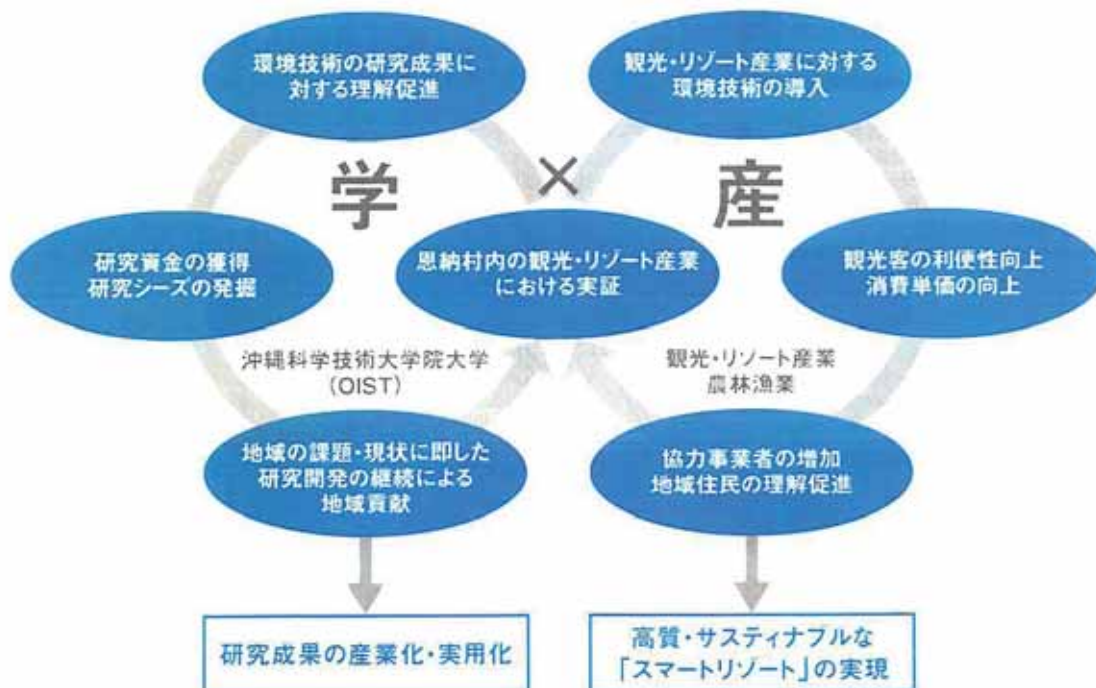 環境技術の研究成果に
対する理解促進
観光・リゾート産業に対する
環境技術の導入
学
×
産
研究資金の獲得
研究シーズの発掘
恩納村内の観光・リゾート産業
における実証
観光客の利便性向上
消費単価の向上
沖縄科学技術大学院大学
(OIST)
観光・リゾート産業
農林漁業
地域の課題・現状に即した
研究開発の継続による
地域貢献
協力事業者の増加
地域住民の理解促進
研究成果の産業化・実用化
高質・サスティナブルな
「スマートリゾート」の実現